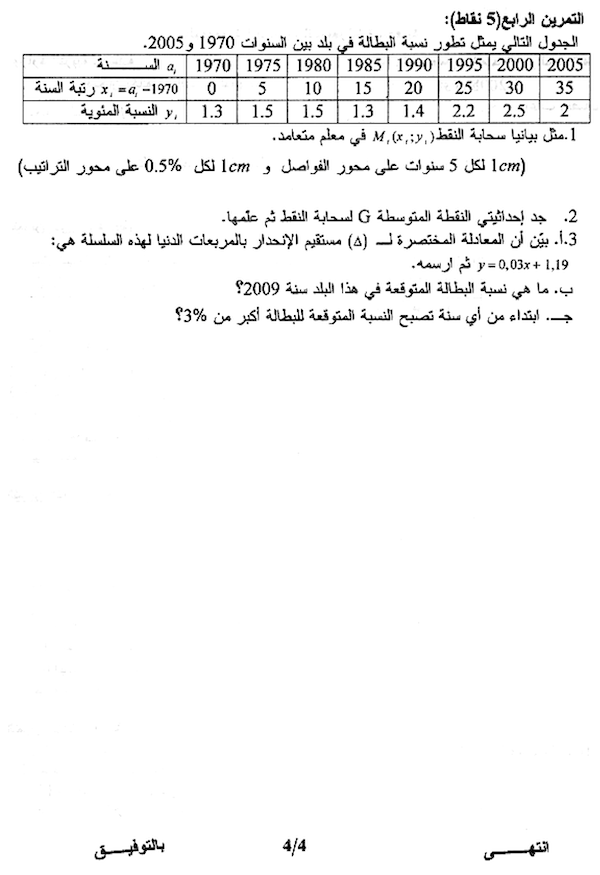 التمرين الرابع(5 نقاط):
الجدول التالي يمثل تطور نسبة البطالة في بلد بين السنوات 1970 و 2005.
السـنة a_i 1970 1975 1980 1985 1990 1995 2000 2005
رتبة السنة x_i = a_i −1970 0 5 10 15 20 25 30 35
النسبة المئوية y_i 1.3 1.5 1.5 1.3 1.4 2.2 2.5 2
1.مثل بيانيا سحابة النقط M_i(x_i; y_i) في معلم متعامد.
(1cm لكل 5 سنوات على محور الفواصل و 1cm لكل 0.5% على محور التراتيب)
2. جد إحداثيتي النقطة المتوسطة G لسحابة النقط ثم علّمها.
3.أ. بيّن أن المعادلة المختصرة لـ (Δ) مستقيم الإنحدار بالمربعات الدنيا لهذه السلسلة هي:
y = 0,03x + 1,19 ثم ارسمه.
ب. ما هي نسبة البطالة المتوقعة في هذا البلد سنة 2009؟
جـ. ابتداء من أي سنة تصبح النسبة المتوقعة للبطالة أكبر من 3%؟
انتهـى 4/4 بالتوفيـق